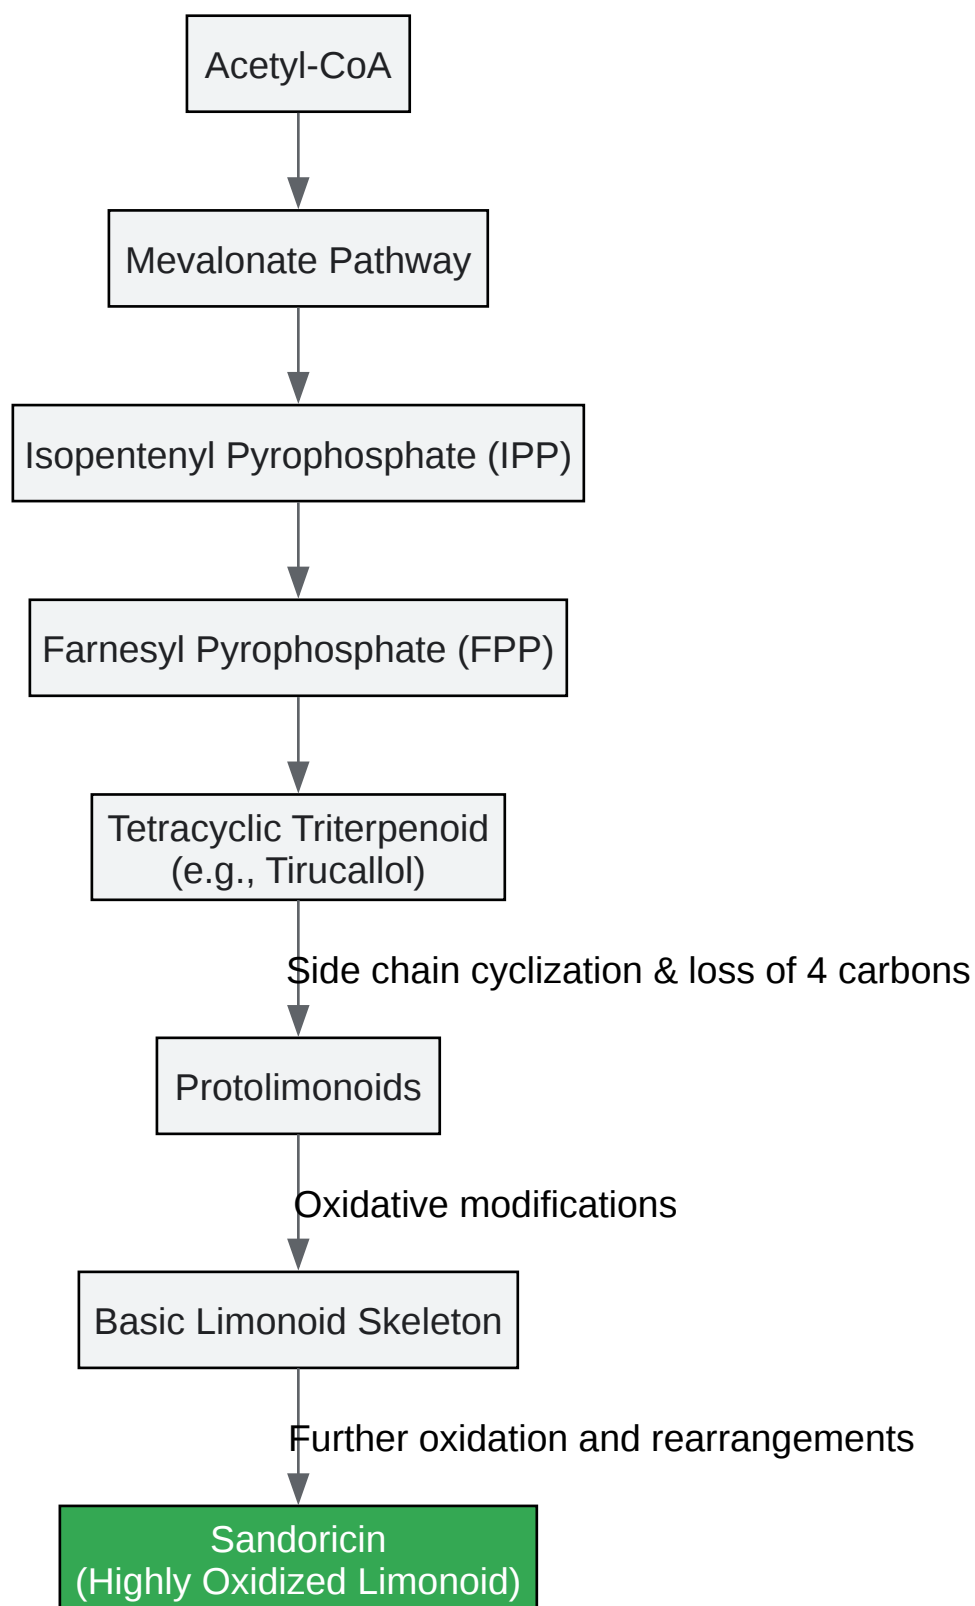 Acetyl-CoA
Mevalonate Pathway
Isopentenyl Pyrophosphate (IPP)
Farnesyl Pyrophosphate (FPP)
Tetracyclic Triterpenoid
(e.g., Tirucallol)
Side chain cyclization & loss of 4 carbons
Protolimonoids
Oxidative modifications
Basic Limonoid Skeleton
Further oxidation and rearrangements
Sandoricin
(Highly Oxidized Limonoid)